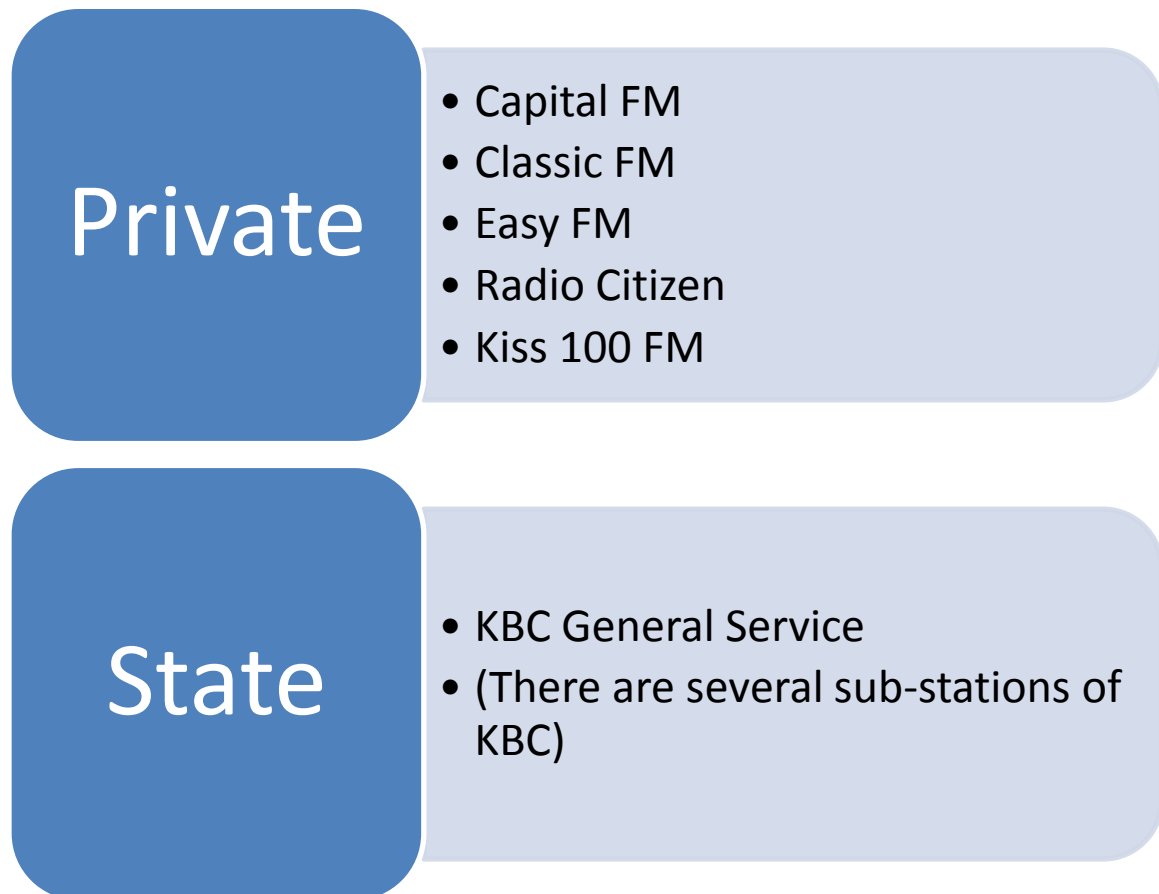 Private
• Capital FM
• Classic FM
• Easy FM
• Radio Citizen
• Kiss 100 FM
State
• KBC General Service
• (There are several sub-stations of
KBC)